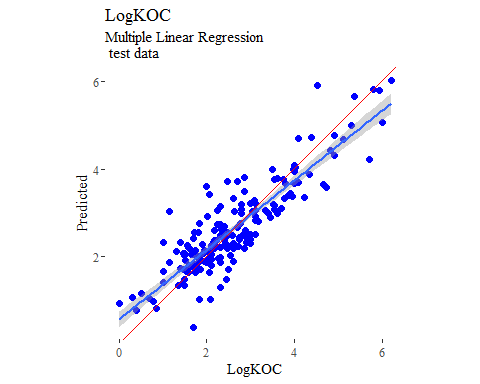 LogKOC
Multiple Linear Regression
test data
6
4
2
Predicted
0
2
4
6
LogKOC